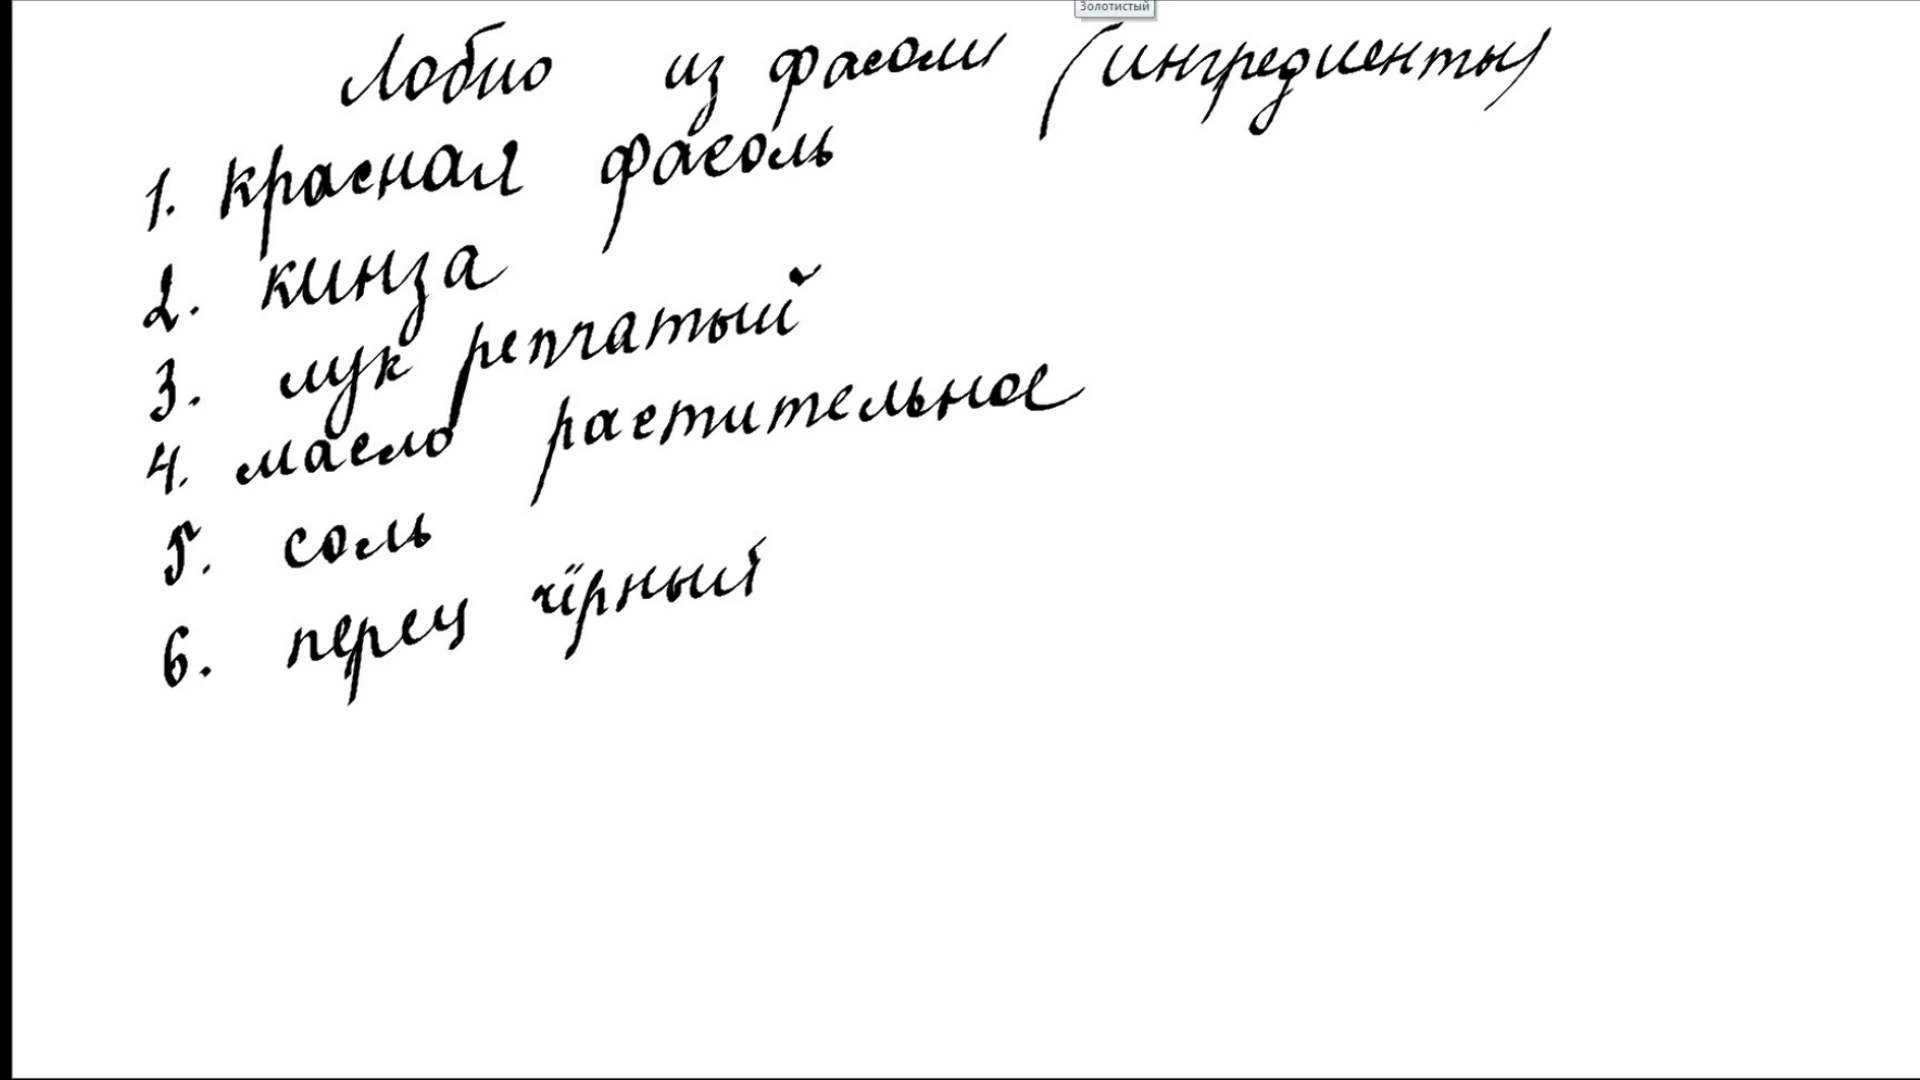 Золотистый
Лобио из фасоли (ингредиенты)
1. красная фасоль
2. кинза
3. лук репчатый
4. масло растительное
5. соль
6. перец чёрный